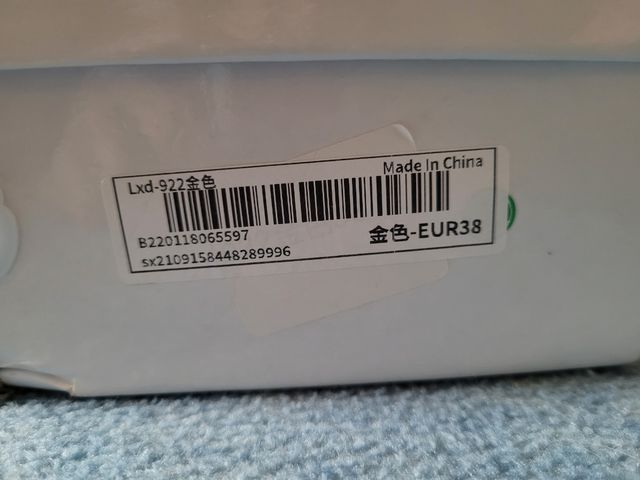 Lxd-922金色
Made In China
B220118065597
金色-EUR38
sx2109158448289996